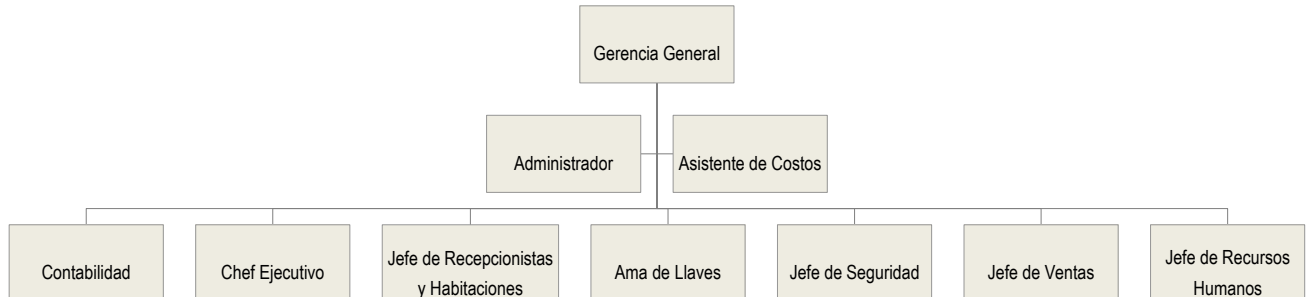 Gerencia General
Administrador
Asistente de Costos
Contabilidad
Chef Ejecutivo
Jefe de Recepcionistas
y Habitaciones
Ama de Llaves
Jefe de Seguridad
Jefe de Ventas
Jefe de Recursos
Humanos